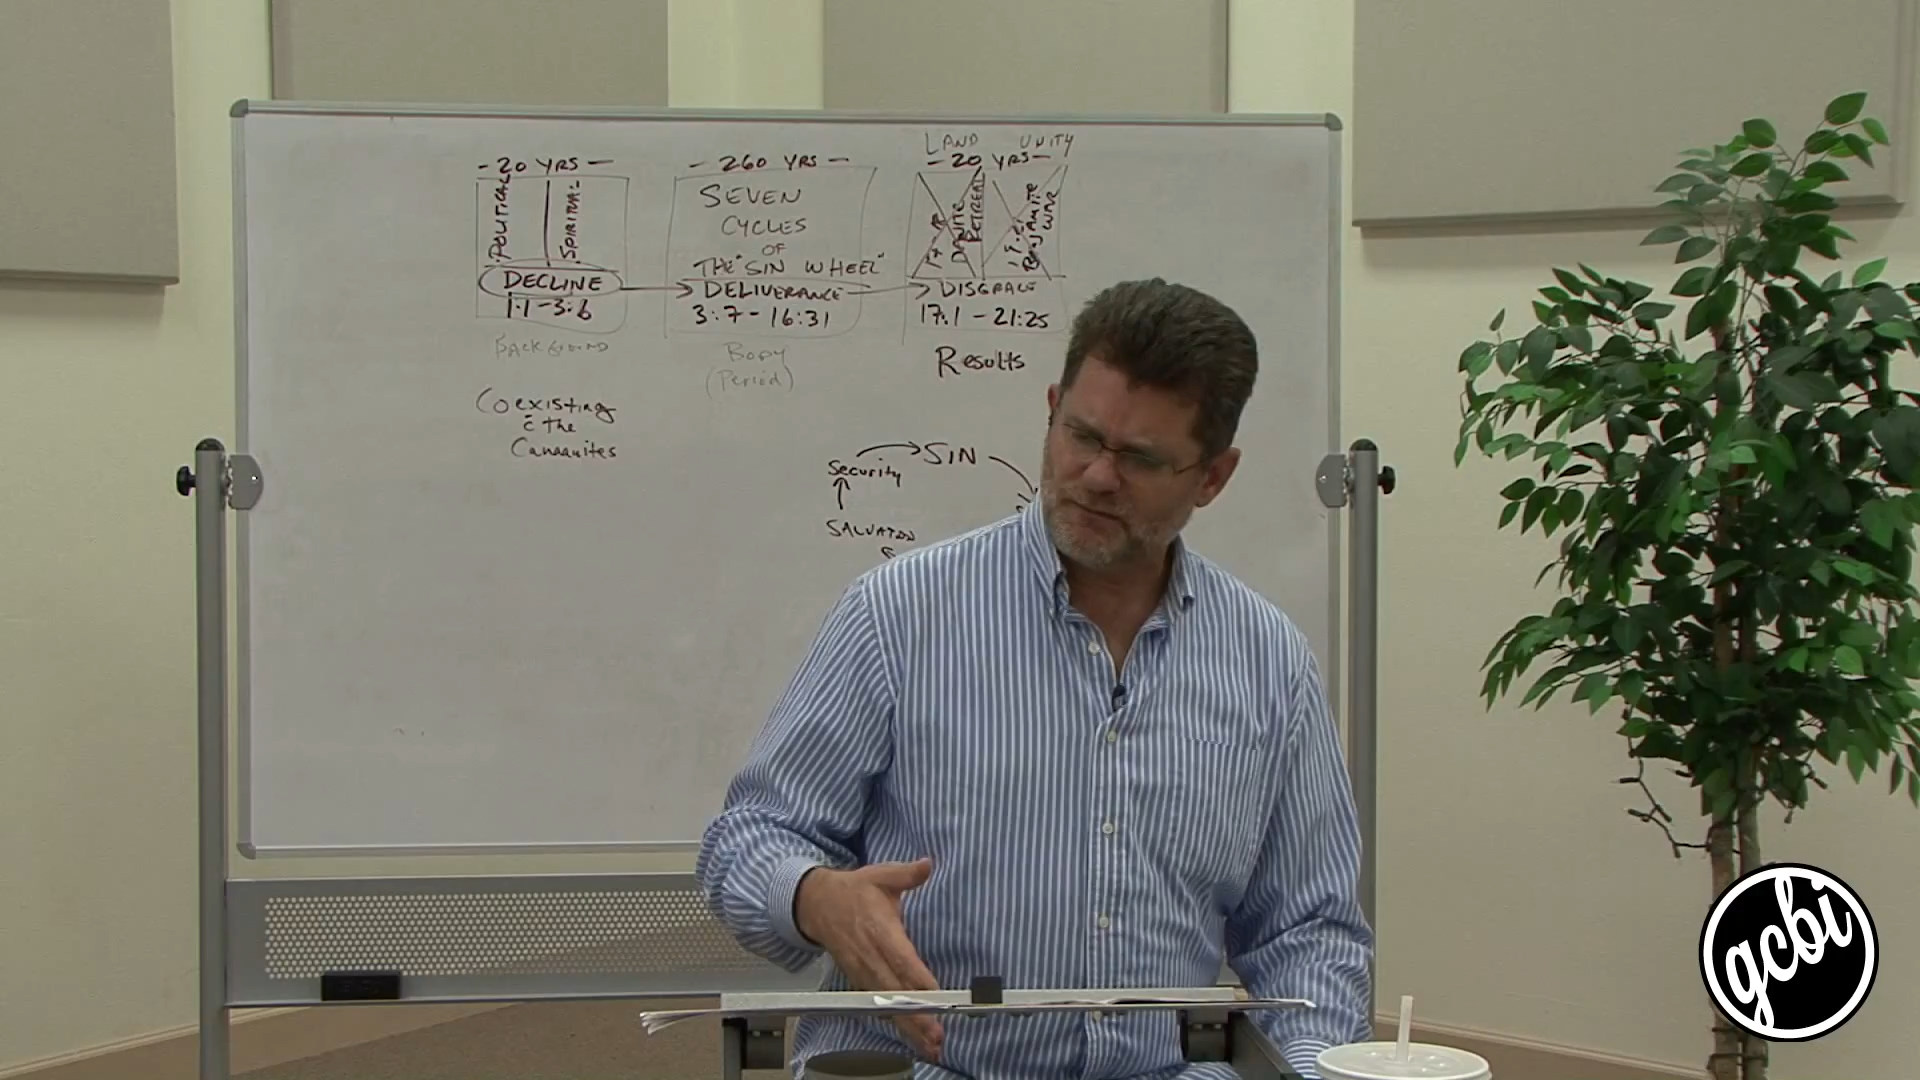 -20 YRS-
POLITICAL
SPIRITUAL
DECLINE
1:1-3:6
BACKGROUND
Coexisting
c̄ the
Canaanites
- 260 YRS -
SEVEN
CYCLES
OF
THE "SIN WHEEL"
DELIVERANCE
3:7-16:31
BODY
(Period)
LAND UNITY
-20 YRS-
DANITE
RETREAT
WAR
DISGRACE
17:1-21:25
Results
Security
SIN
SALVATION
gcbi